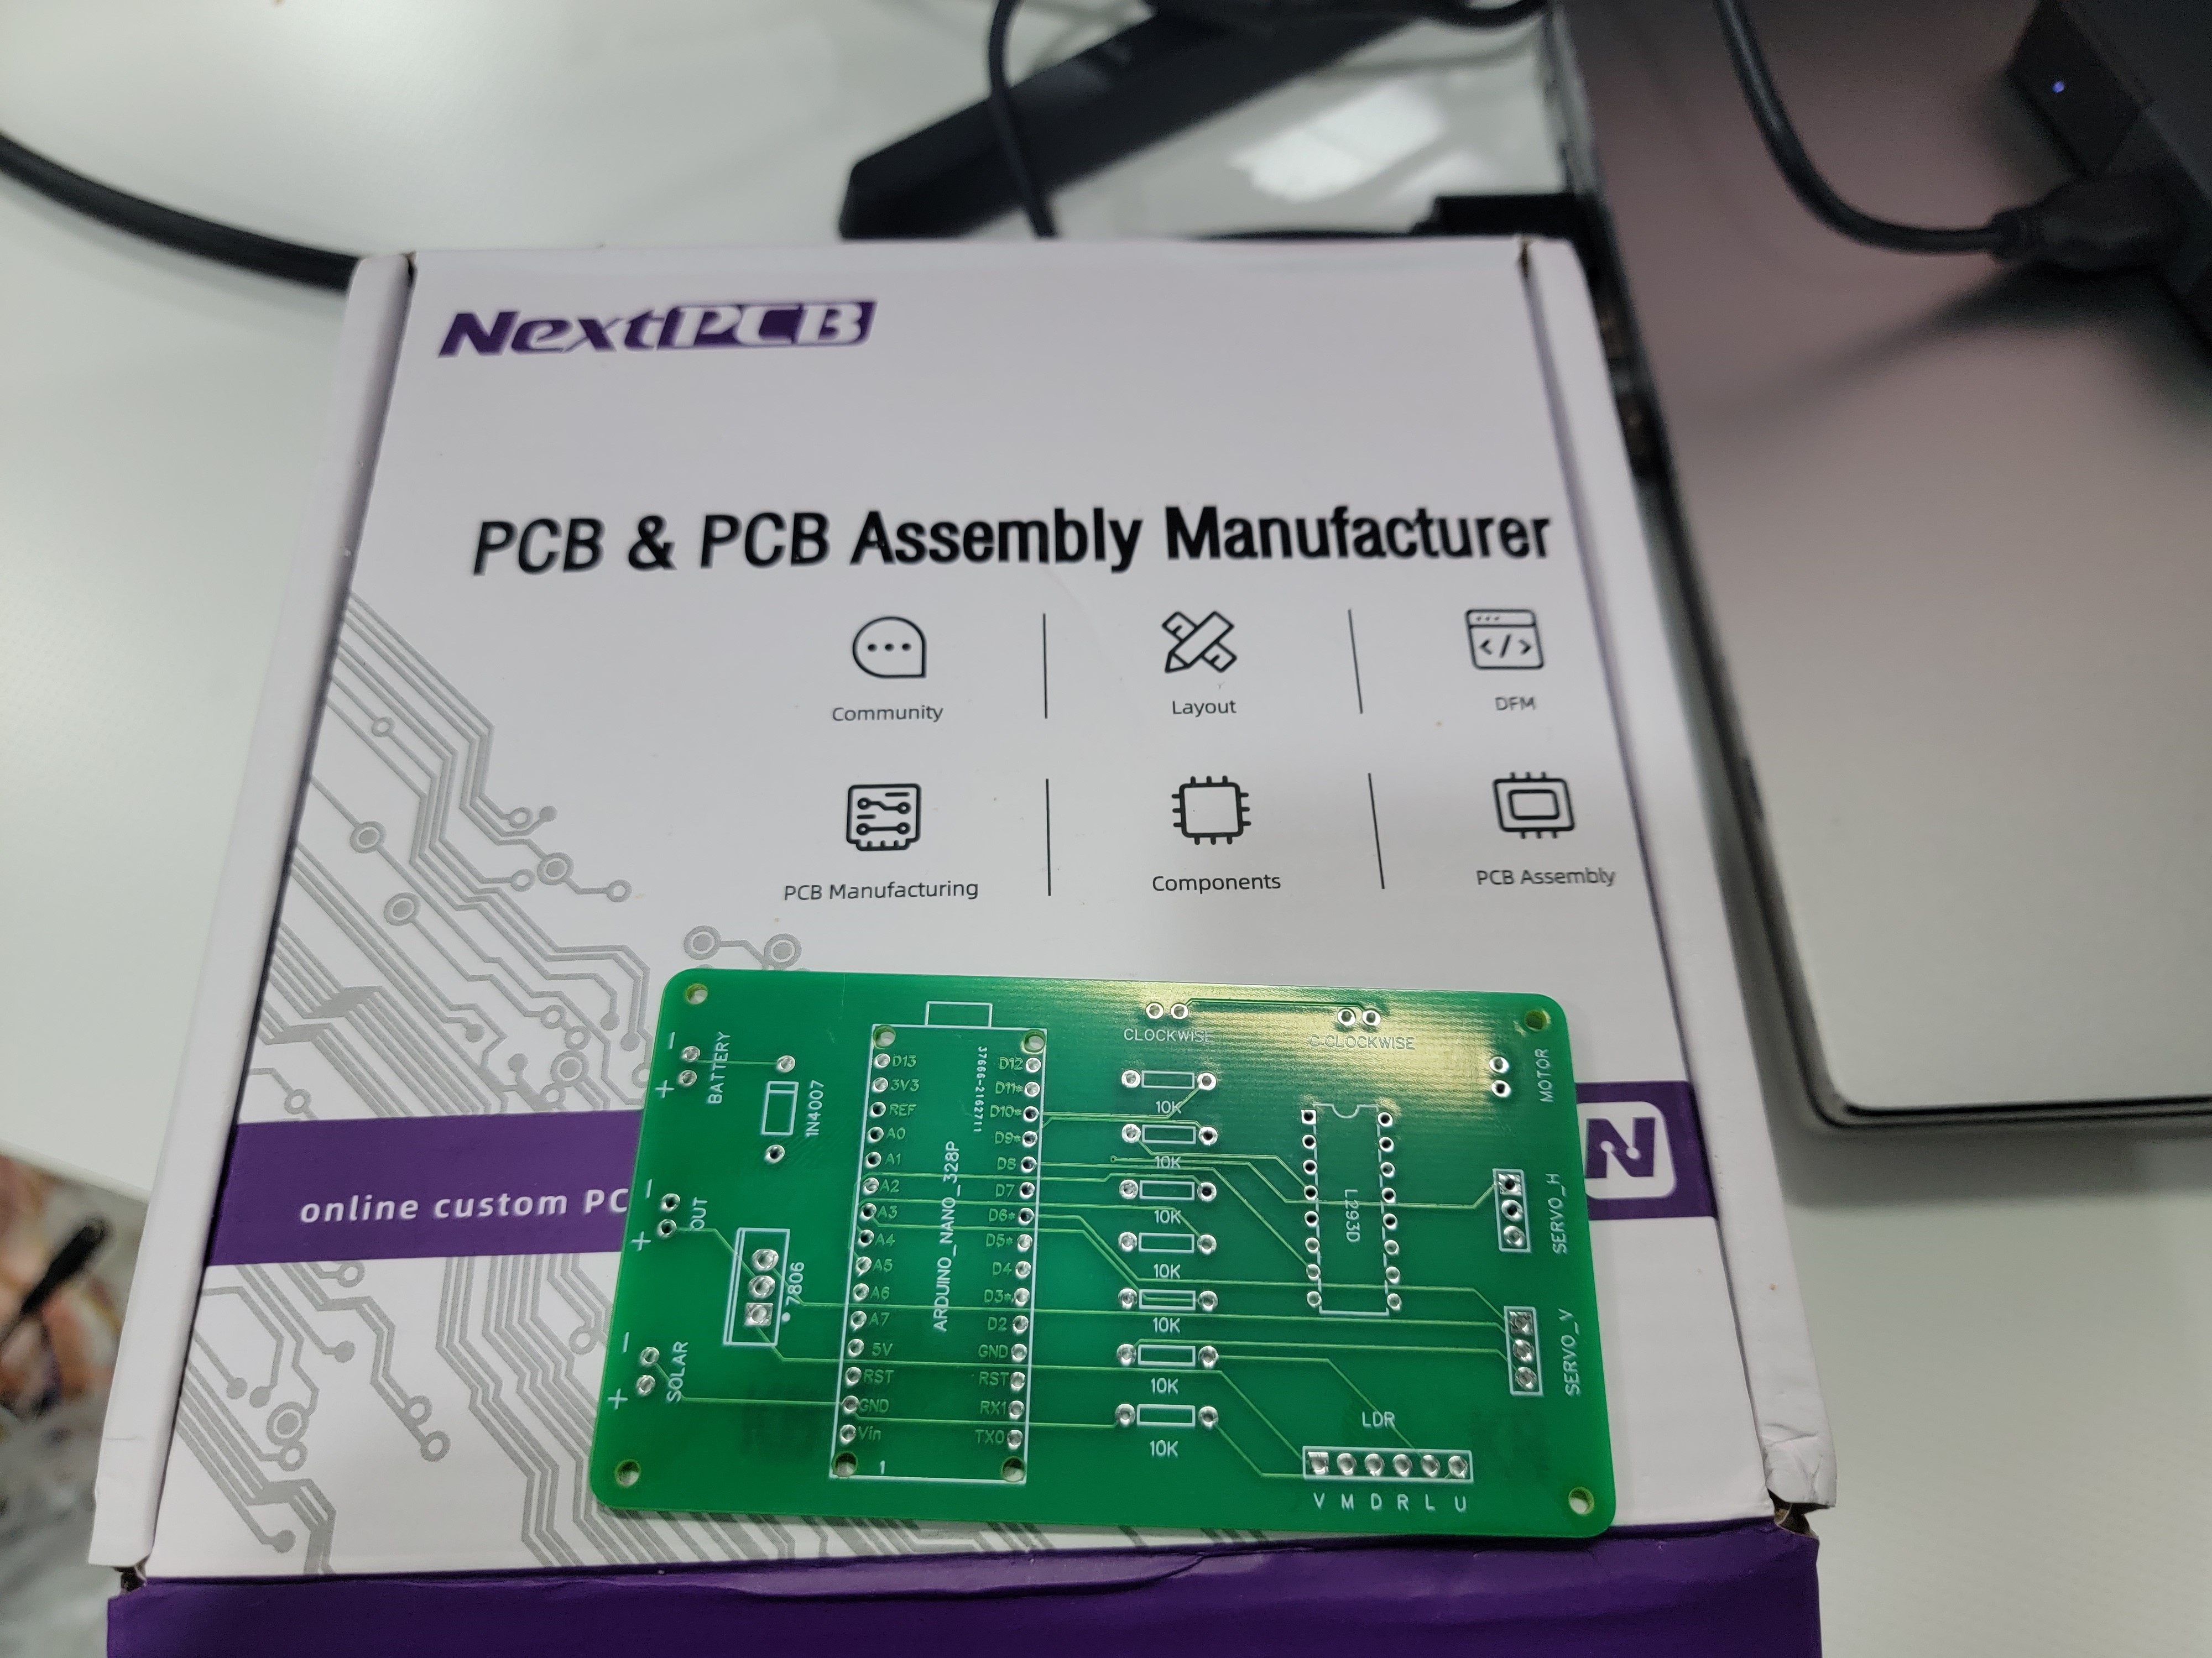 NextPCB
PCB & PCB Assembly Manufacturer
Community
Layout
DFM
PCB Manufacturing
Components
PCB Assembly
online custom PC
N
- +
BATTERY
1N4007
- +
OUT
7806
- +
SOLAR
D13
3V3
REF
A0
A1
A2
A3
A4
A5
A6
A7
5V
RST
GND
Vin
1
ARDUINO_NANO_328P
37666-2162711
D12
D11*
D10*
D9*
D8
D7
D6*
D5*
D4
D3*
D2
GND
RST
RX1
TX0
CLOCKWISE
C-CLOCKWISE
10K
10K
10K
10K
10K
10K
10K
L293D
MOTOR
SERVO_H
SERVO_V
LDR
V M D R L U